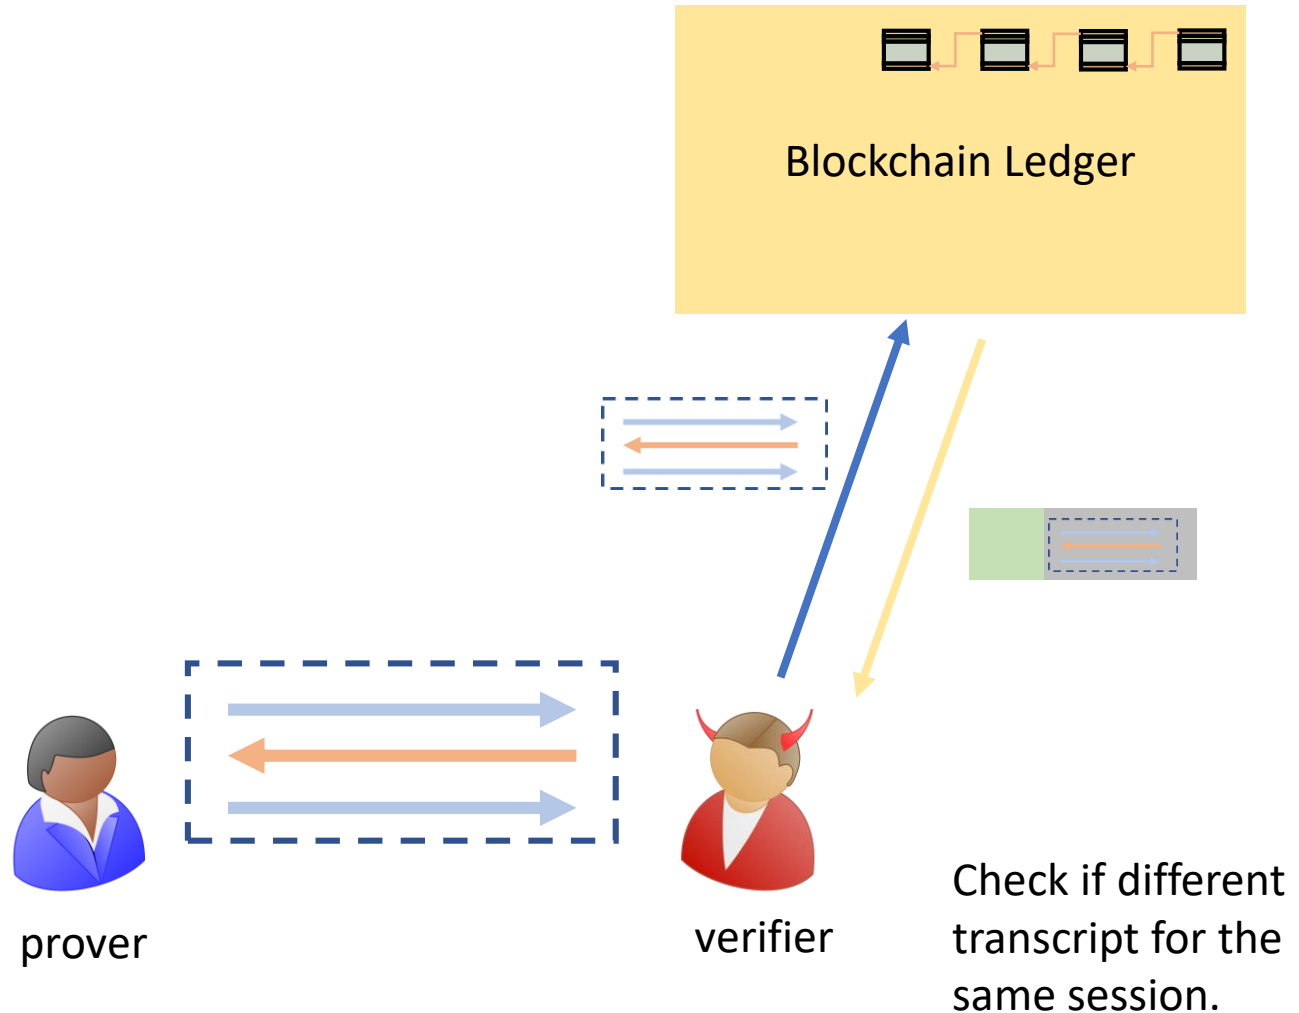 Blockchain Ledger
prover
verifier
Check if different
transcript for the
same session.